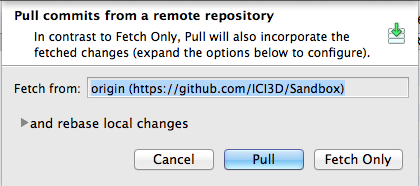 Pull commits from a remote repository
In contrast to Fetch Only, Pull will also incorporate the
fetched changes (expand the options below to configure).
Fetch from: origin (https://github.com/ICI3D/Sandbox)
and rebase local changes
Cancel Pull Fetch Only